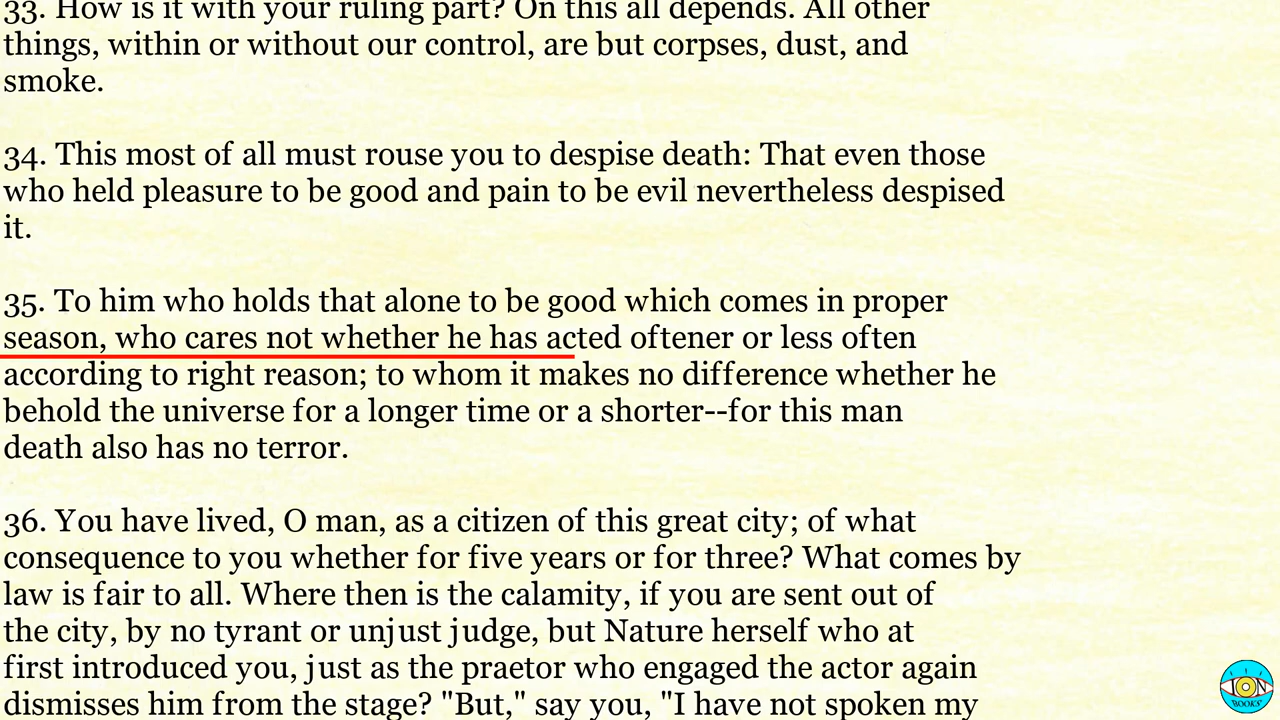 33. How is it with your ruling part? On this all depends. All other
things, within or without our control, are but corpses, dust, and
smoke.
34. This most of all must rouse you to despise death: That even those
who held pleasure to be good and pain to be evil nevertheless despised
it.
35. To him who holds that alone to be good which comes in proper
season, who cares not whether he has acted oftener or less often
according to right reason; to whom it makes no difference whether he
behold the universe for a longer time or a shorter--for this man
death also has no terror.
36. You have lived, O man, as a citizen of this great city; of what
consequence to you whether for five years or for three? What comes by
law is fair to all. Where then is the calamity, if you are sent out of
the city, by no tyrant or unjust judge, but Nature herself who at
first introduced you, just as the praetor who engaged the actor again
dismisses him from the stage? "But," say you, "I have not spoken my
ION
BOOKS